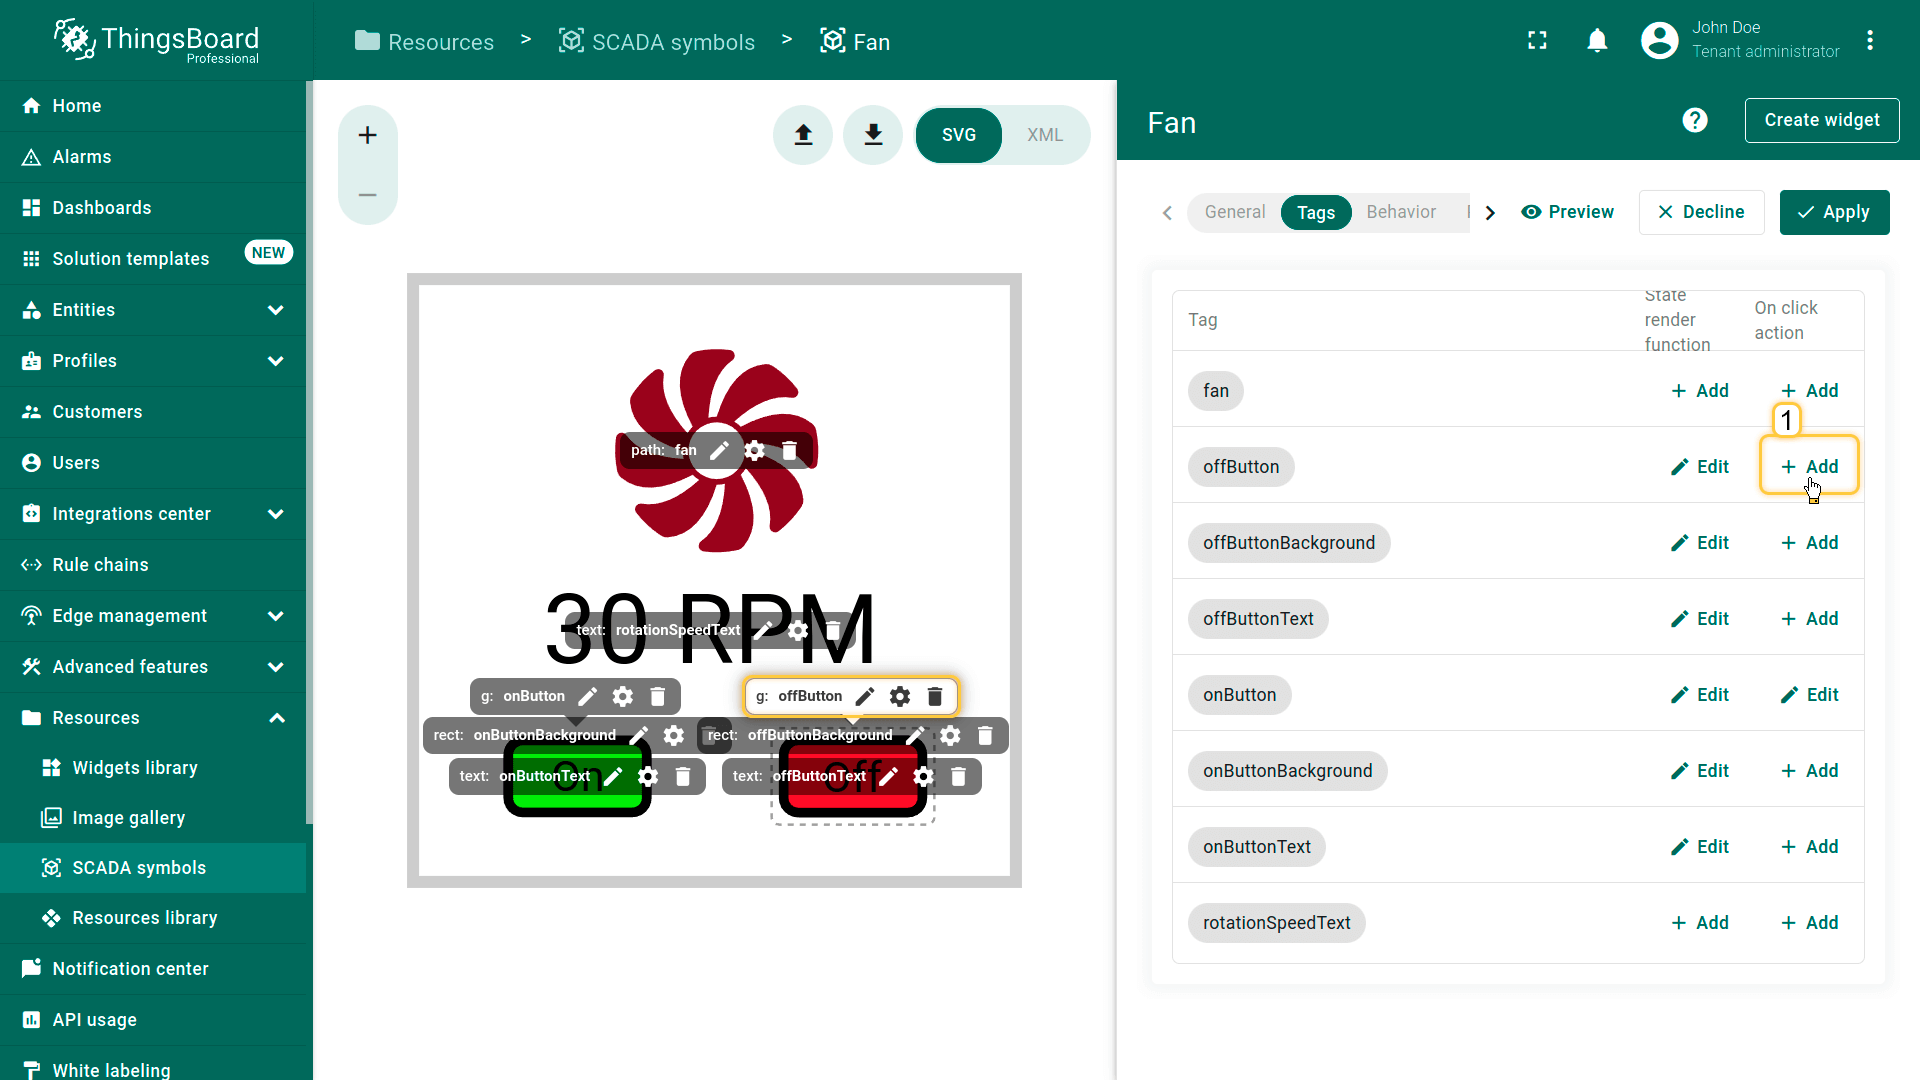 ThingsBoard
Professional
Resources > SCADA symbols > Fan
John Doe
Tenant administrator
Home
Alarms
Dashboards
Solution templates NEW
Entities
Profiles
Customers
Users
Integrations center
Rule chains
Edge management
Advanced features
Resources
Widgets library
Image gallery
SCADA symbols
Resources library
Notification center
API usage
White labeling
+
−
SVG XML
path: fan
30 RPM
text: rotationSpeedText
g: onButton
g: offButton
rect: onButtonBackground
rect: offButtonBackground
On
text: onButtonText
Off
text: offButtonText
Fan
? Create widget
General Tags Behavior
Preview Decline Apply
Tag
State
render
function
On click
action
fan + Add + Add
1
offButton Edit + Add
offButtonBackground Edit + Add
offButtonText Edit + Add
onButton Edit Edit
onButtonBackground Edit + Add
onButtonText Edit + Add
rotationSpeedText + Add + Add